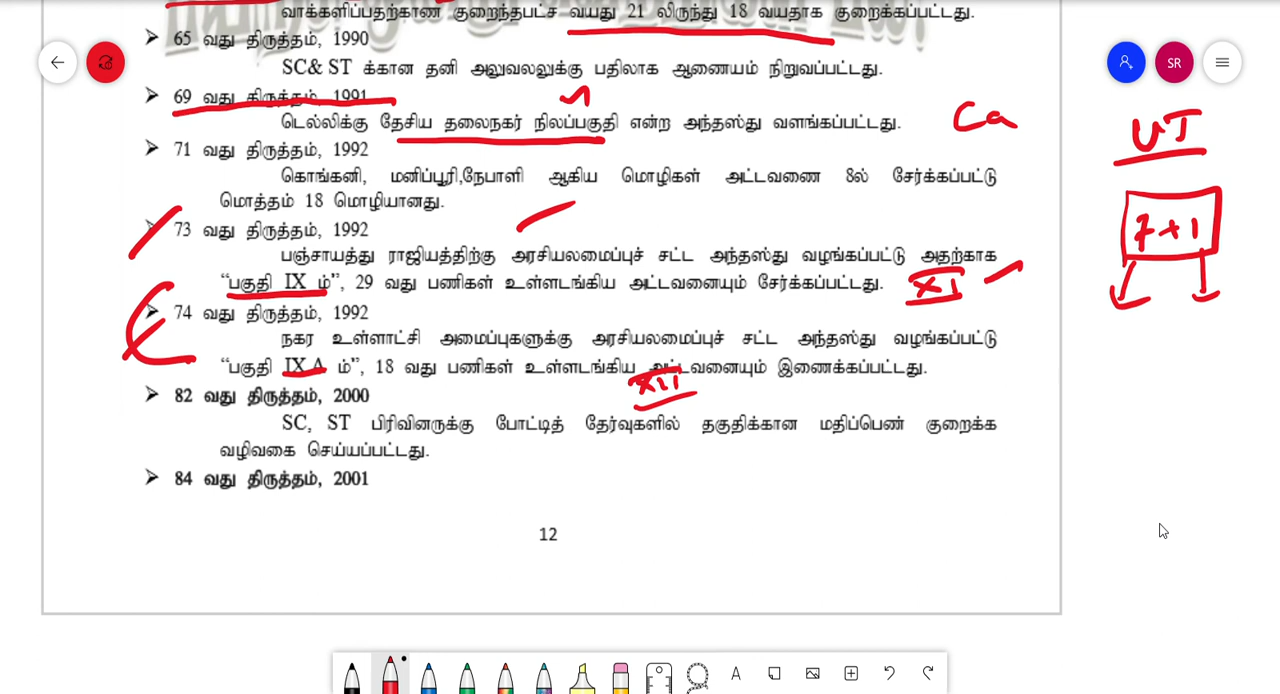 வாக்களிப்பதற்கான குறைந்தபட்ச வயது 21 லிருந்து 18 வயதாக குறைக்கப்பட்டது.
65 வது திருத்தம், 1990
SC& ST க்கான தனி அலுவலலுக்கு பதிலாக ஆணையம் நிறுவப்பட்டது.
SR
69 வது திருத்தம், 1991
டெல்லிக்கு தேசிய தலைநகர் நிலப்பகுதி என்ற அந்தஸ்து வளங்கப்பட்டது.
Ca
UT
71 வது திருத்தம், 1992
கொங்கனி, மனிப்பூரி,நேபாளி ஆகிய மொழிகள் அட்டவணை 8ல் சேர்க்கப்பட்டு
மொத்தம் 18 மொழியானது.
73 வது திருத்தம், 1992
7+1
பஞ்சாயத்து ராஜியத்திற்கு அரசியலமைப்புச் சட்ட அந்தஸ்து வழங்கப்பட்டு அதற்காக
“பகுதி IX ம்”, 29 வது பணிகள் உள்ளடங்கிய அட்டவனையும் சேர்க்கப்பட்டது.
XI
74 வது திருத்தம், 1992
நகர உள்ளாட்சி அமைப்புகளுக்கு அரசியலமைப்புச் சட்ட அந்தஸ்து வழங்கப்பட்டு
“பகுதி IX A ம்”, 18 வது பணிகள் உள்ளடங்கிய அட்டவனையும் இணைக்கப்பட்டது.
XII
82 வது திருத்தம், 2000
SC, ST பிரிவினருக்கு போட்டித் தேர்வுகளில் தகுதிக்கான மதிப்பெண் குறைக்க
வழிவகை செய்யப்பட்டது.
84 வது திருத்தம், 2001
12